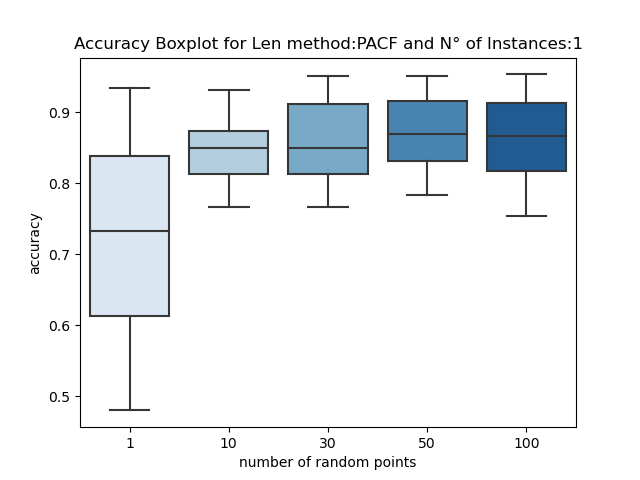 Accuracy Boxplot for Len method:PACF and N° of Instances:1
0.9
0.8
0.7
0.6
0.5
accuracy
1 10 30 50 100
number of random points